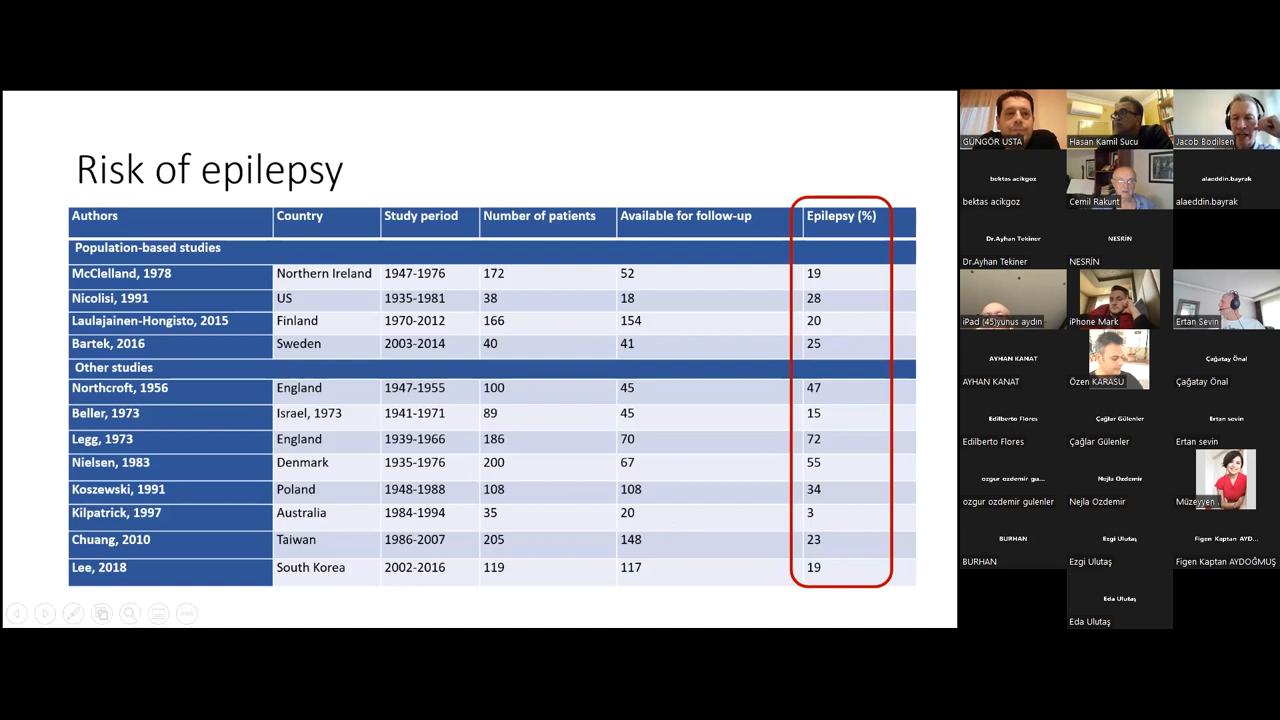 Risk of epilepsy
Authors Country Study period Number of patients Available for follow-up Epilepsy (%)
Population-based studies
McClelland, 1978 Northern Ireland 1947-1976 172 52 19
Nicolisi, 1991 US 1935-1981 38 18 28
Laulajainen-Hongisto, 2015 Finland 1970-2012 166 154 20
Bartek, 2016 Sweden 2003-2014 40 41 25
Other studies
Northcroft, 1956 England 1947-1955 100 45 47
Beller, 1973 Israel, 1973 1941-1971 89 45 15
Legg, 1973 England 1939-1966 186 70 72
Nielsen, 1983 Denmark 1935-1976 200 67 55
Koszewski, 1991 Poland 1948-1988 108 108 34
Kilpatrick, 1997 Australia 1984-1994 35 20 3
Chuang, 2010 Taiwan 1986-2007 205 148 23
Lee, 2018 South Korea 2002-2016 119 117 19
GÜNGÖR USTA
Hasan Kamil Sucu
Jacob Bodilsen
bektas acikgoz
bektas acikgoz
Cemil Rakunt
alaeddin.bayrak
alaeddin.bayrak
Dr.Ayhan Tekiner
Dr.Ayhan Tekiner
NESRİN
NESRİN
iPad (45)yunus aydın
iPhone Mark
Ertan Sevin
AYHAN KANAT
AYHAN KANAT
Özen KARASU
Çağatay Önal
Çağatay Önal
Edilberto Flores
Edilberto Flores
Çağlar Gülenler
Çağlar Gülenler
Ertan sevin
Ertan sevin
ozgur ozdemir gu...
ozgur ozdemir gulenler
Nejla Ozdemir
Nejla Ozdemir
Müzeyyen
BURHAN
BURHAN
Ezgi Ulutaş
Ezgi Ulutaş
Figen Kaptan AYD...
Figen Kaptan AYDOĞMUŞ
Eda Ulutaş
Eda Ulutaş